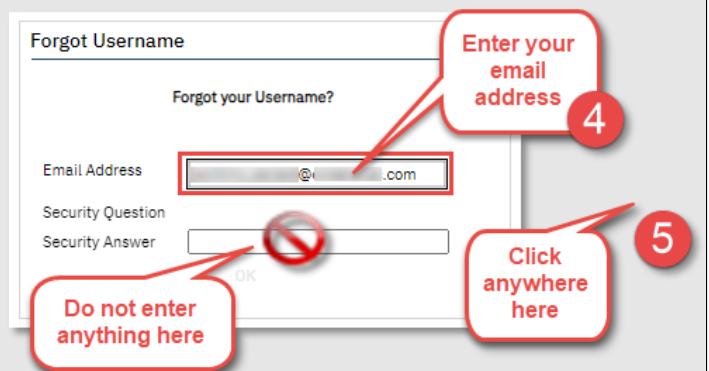 Forgot Username
Enter your
email
address
4
Forgot your Username?
Email Address
@ .com
Security Question
Security Answer
5
Click
anywhere
here
OK
Do not enter
anything here